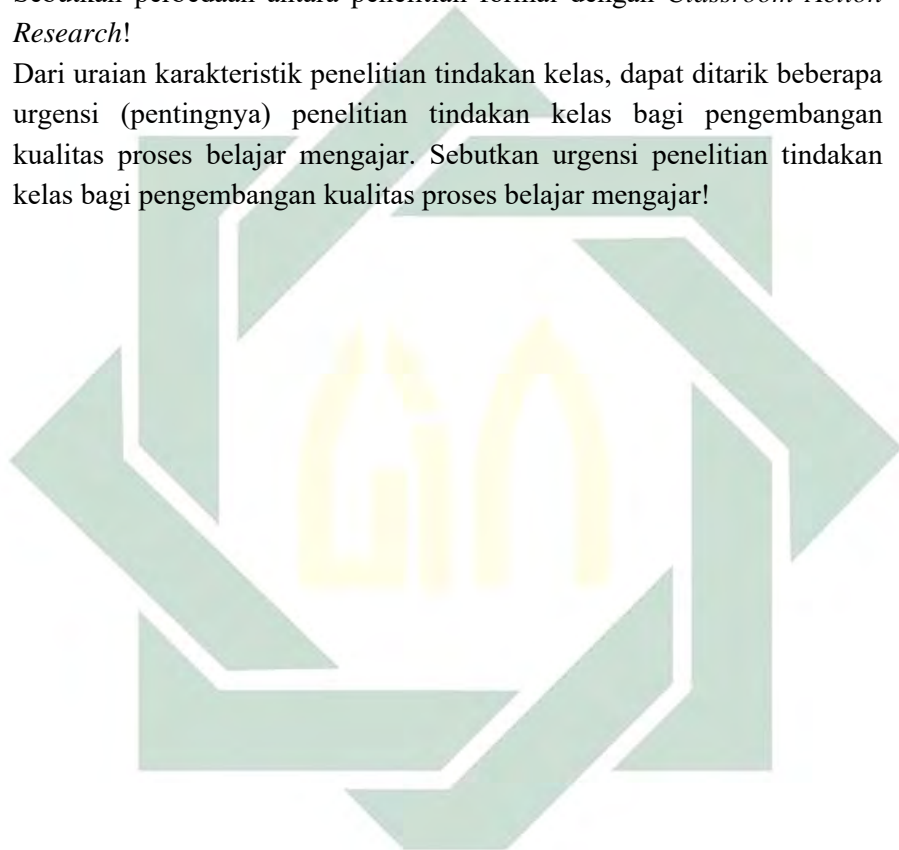 Sebutkan perbedaan antara penelitian formal dengan Classroom Action
Research!
Dari uraian karakteristik penelitian tindakan kelas, dapat ditarik beberapa
urgensi (pentingnya) penelitian tindakan kelas bagi pengembangan
kualitas proses belajar mengajar. Sebutkan urgensi penelitian tindakan
kelas bagi pengembangan kualitas proses belajar mengajar!